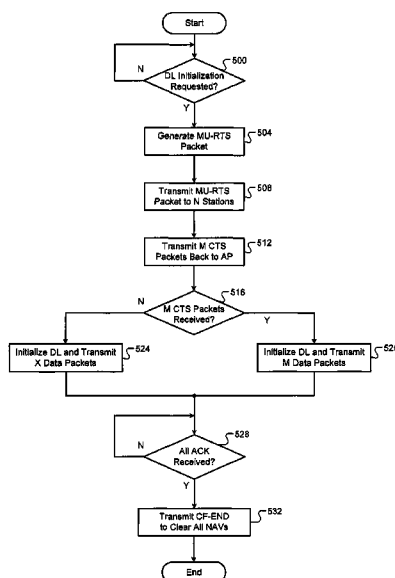 Start
N
500
DL Initialization
Requested?
Y
Generate MU-RTS
Packet
504
Transmit MU-RTS
Packet to N Stations
508
Transmit M CTS
Packets Back to AP
512
516
N
M CTS Packets
Received?
Y
Initialize DL and Transmit
X Data Packets
524
Initialize DL and Transmit
M Data Packets
528
N
All ACK
Received?
Y
Transmit CF-END
to Clear All NAVs
532
End